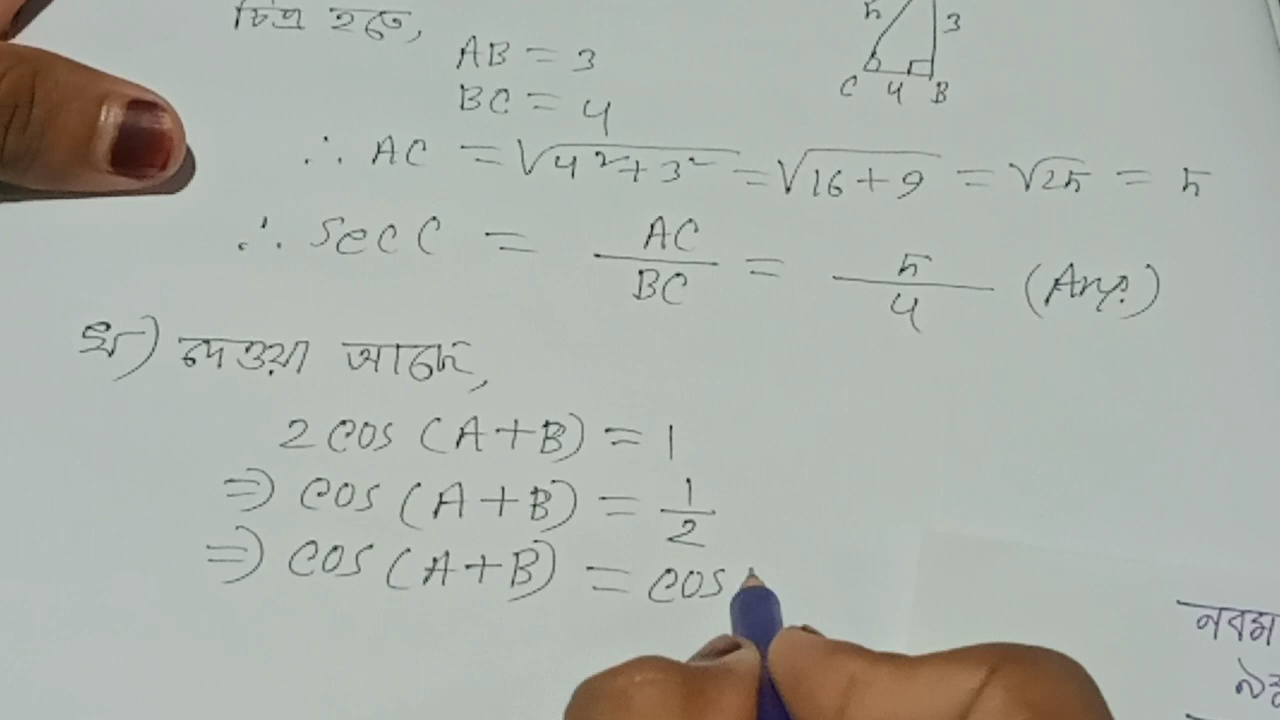 চিত্র হতে,
5
3
C 4 B
AB = 3
BC = 4
∴ AC = √4²+3² = √16+9 = √25 = 5
∴ sec C = AC/BC = 5/4 (Ans.)
খ) দেওয়া আছে,
2 cos (A+B) = 1
⇒ cos (A+B) = 1/2
⇒ cos (A+B) = cos
নবম